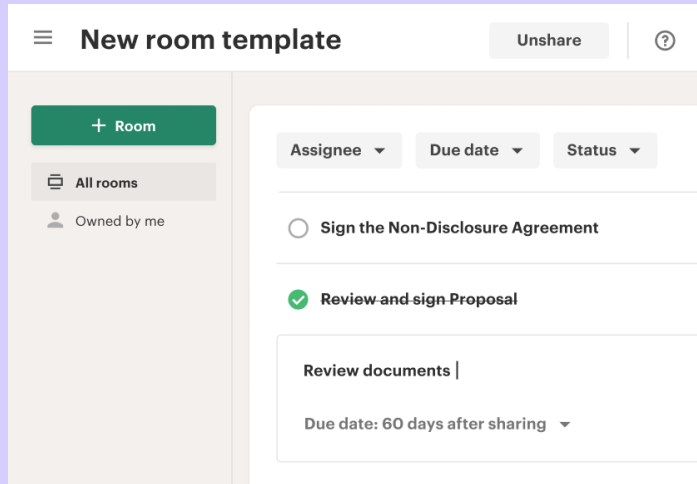 New room template
Unshare
?
+ Room
All rooms
Owned by me
Assignee
Due date
Status
Sign the Non-Disclosure Agreement
Review and sign Proposal
Review documents
Due date: 60 days after sharing